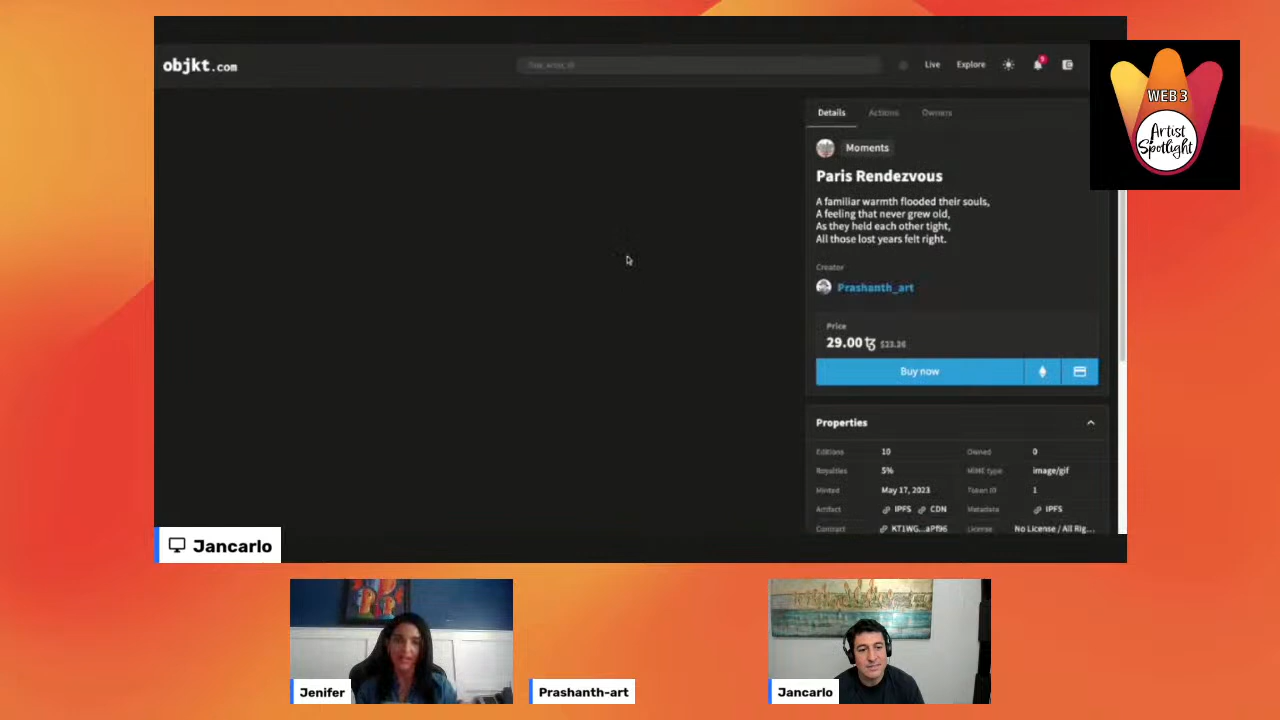 objkt.com
Live
Explore
WEB 3
Artist
Spotlight
Details
Actions
Owners
Moments
Paris Rendezvous
A familiar warmth flooded their souls,
A feeling that never grew old,
As they held each other tight,
All those lost years felt right.
Creator
Prashanth_art
Price
29.00 ꜩ $23.26
Buy now
Properties
Editions 10 Owned 0
Royalties 5% MIME type image/gif
Minted May 17, 2023 Token ID 1
Artifact IPFS CDN Metadata IPFS
Contract KT1WG...aPf96 License No License / All Rig...
Jancarlo
Jenifer
Prashanth-art
Jancarlo